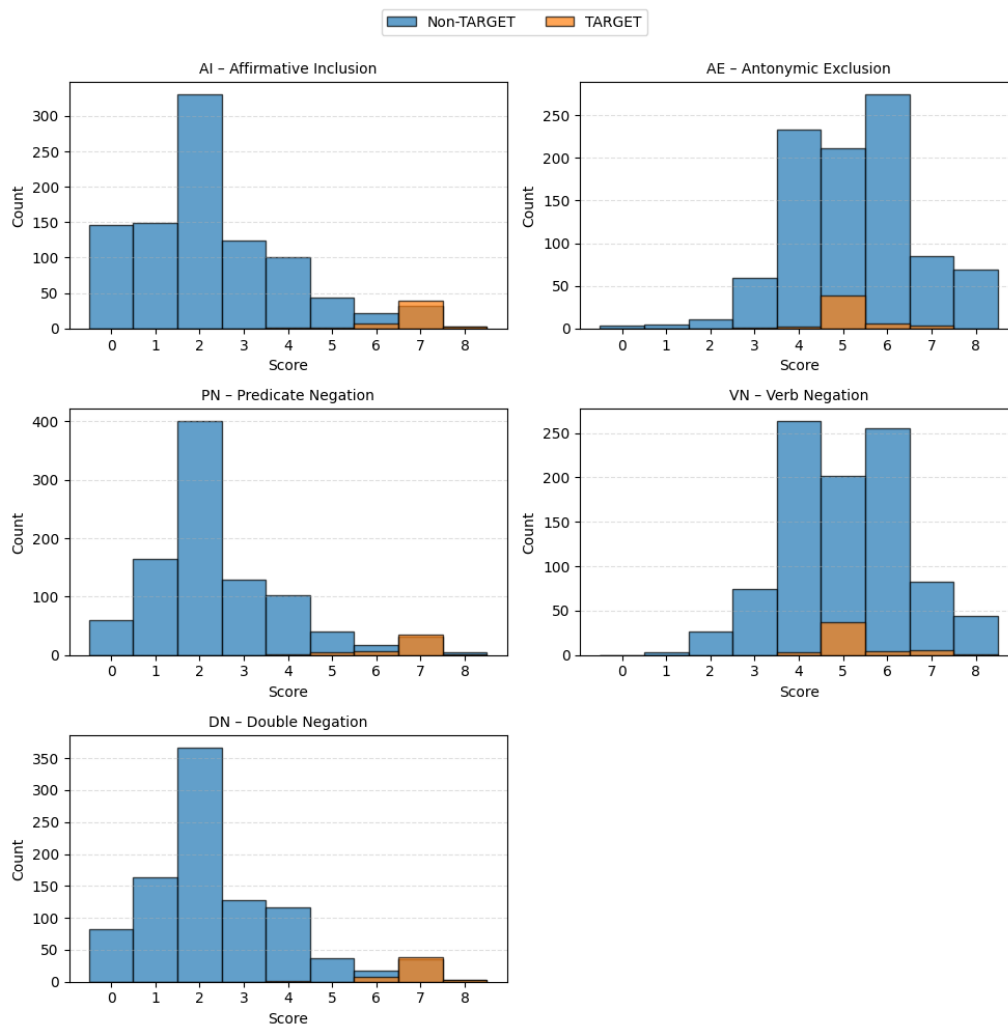 Non-TARGET TARGET
AI – Affirmative Inclusion
300
250
200
150
100
50
0
Count
0 1 2 3 4 5 6 7 8
Score
AE – Antonymic Exclusion
250
200
150
100
50
0
Count
0 1 2 3 4 5 6 7 8
Score
PN – Predicate Negation
400
300
200
100
0
Count
0 1 2 3 4 5 6 7 8
Score
VN – Verb Negation
250
200
150
100
50
0
Count
0 1 2 3 4 5 6 7 8
Score
DN – Double Negation
350
300
250
200
150
100
50
0
Count
0 1 2 3 4 5 6 7 8
Score